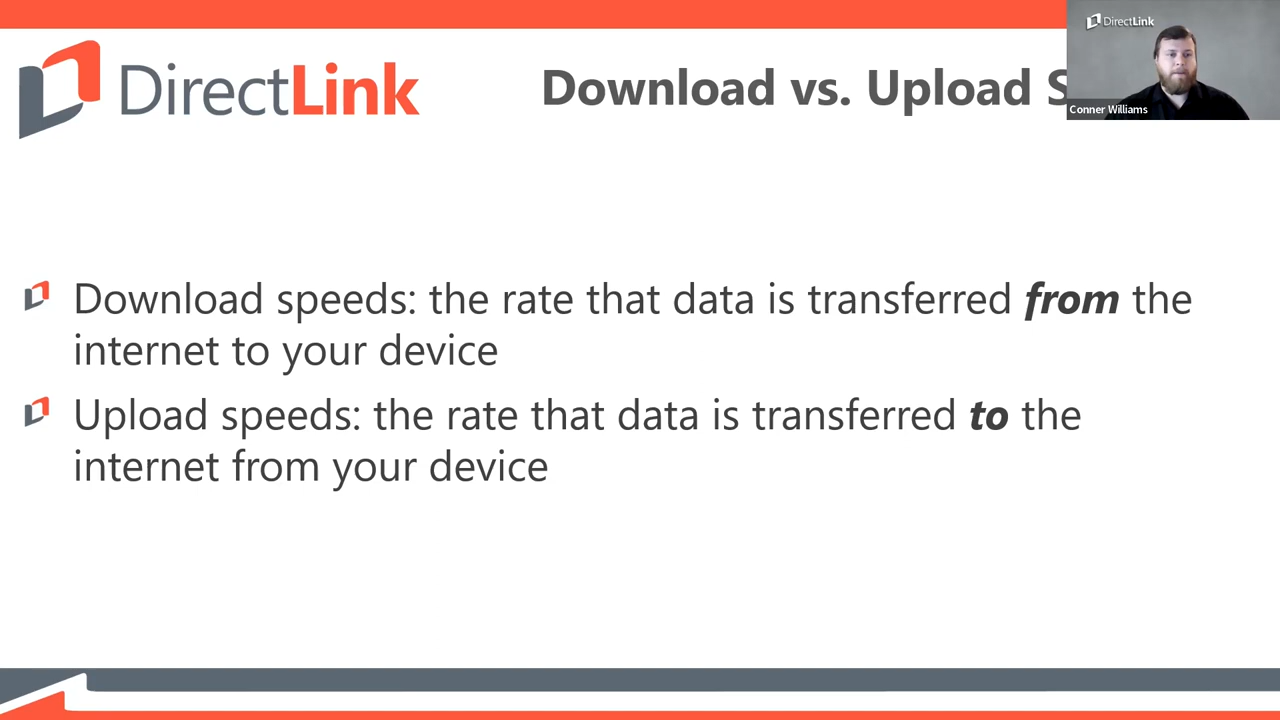 DirectLink
Download vs. Upload S
DirectLink
Conner Williams
Download speeds: the rate that data is transferred from the
internet to your device
Upload speeds: the rate that data is transferred to the
internet from your device